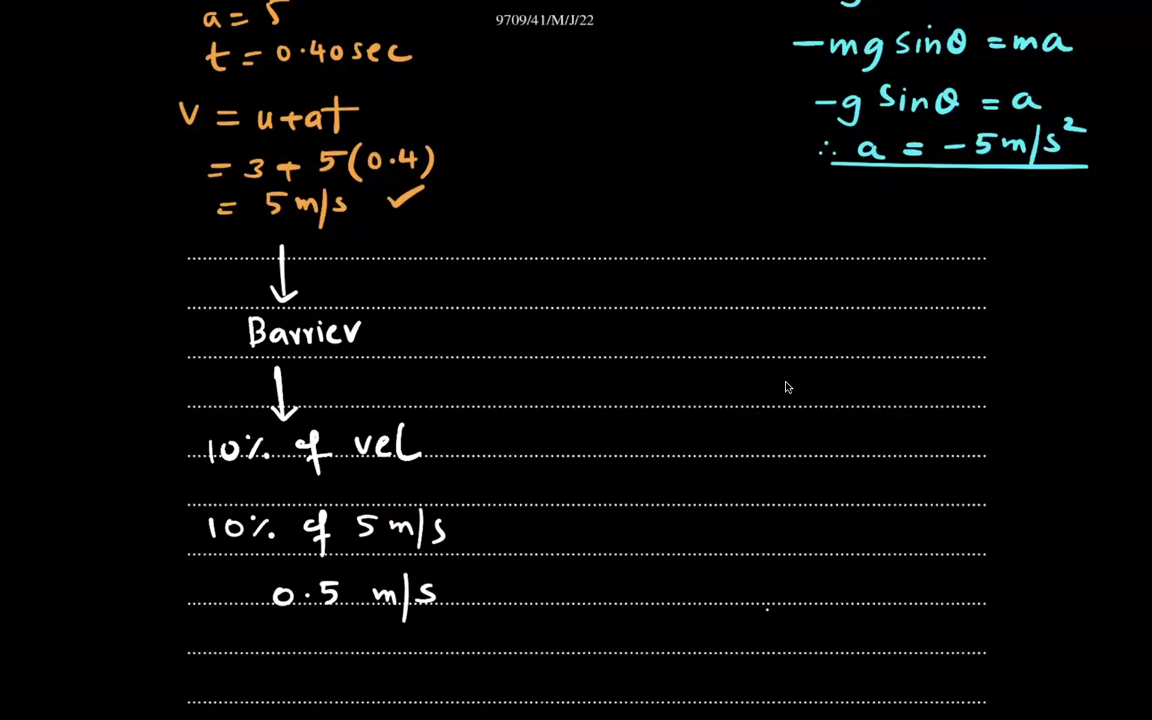 a = 5
t = 0.40 sec
v = u+at
= 3 + 5(0.4)
= 5 m/s ✓
↓
Barrier
↓
10% of vel
10% of 5 m/s
0.5 m/s
9709/41/M/J/22
-mg sinθ = ma
-g sinθ = a
∴ a = -5 m/s²